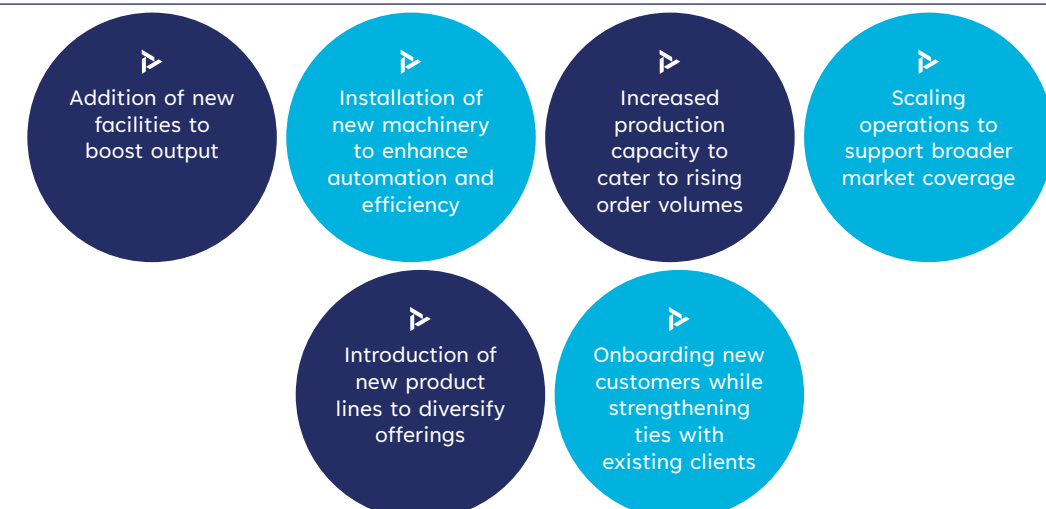 Addition of new
facilities to
boost output
Installation of
new machinery
to enhance
automation and
efficiency
Increased
production
capacity to
cater to rising
order volumes
Scaling
operations to
support broader
market coverage
Introduction of
new product
lines to diversify
offerings
Onboarding new
customers while
strengthening
ties with
existing clients